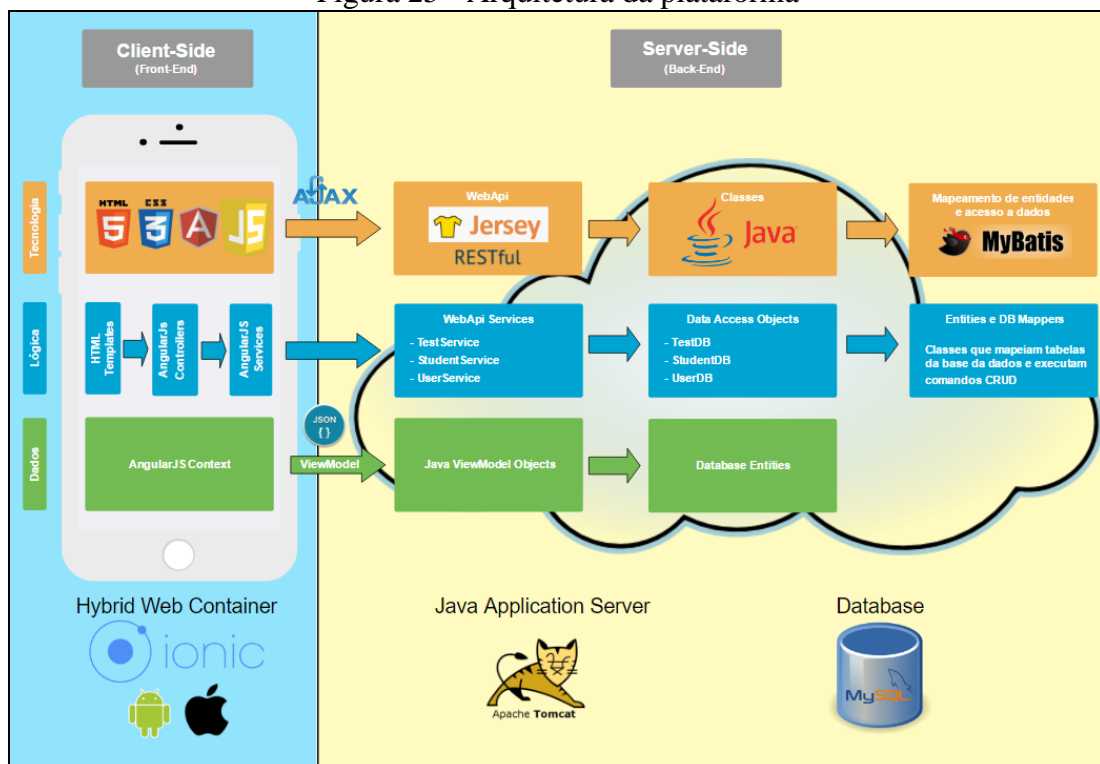 Figura 23 - Arquitetura da plataforma
Client-Side
(Front-End)
Server-Side
(Back-End)
Tecnologia
HTML
5
CSS
3
A
JS
AJAX
WebApi
Jersey
RESTful
Classes
Java
Mapeamento de entidades
e acesso a dados
MyBatis
Lógica
HTML
Templates
AngularJs
Controllers
AngularJS
Services
WebApi Services
- TestService
- StudentService
- UserService
Data Access Objects
- TestDB
- StudentDB
- UserDB
Entities e DB Mappers
Classes que mapeiam tabelas
da base da dados e executam
comandos CRUD
Dados
AngularJS Context
JSON
{ }
ViewModel
Java ViewModel Objects
Database Entities
Hybrid Web Container
ionic
Java Application Server
Apache Tomcat
Database
MySQL